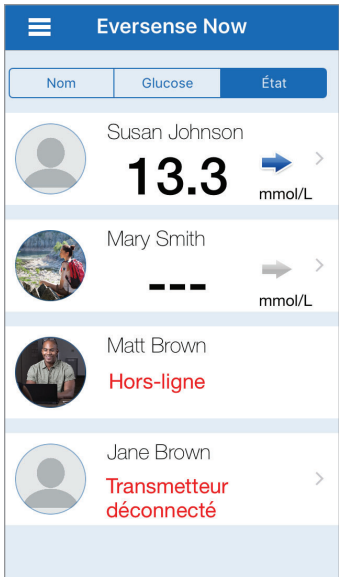 Eversense Now
Nom Glucose État
Susan Johnson
13.3
mmol/L
Mary Smith
---
mmol/L
Matt Brown
Hors-ligne
Jane Brown
Transmetteur
déconnecté